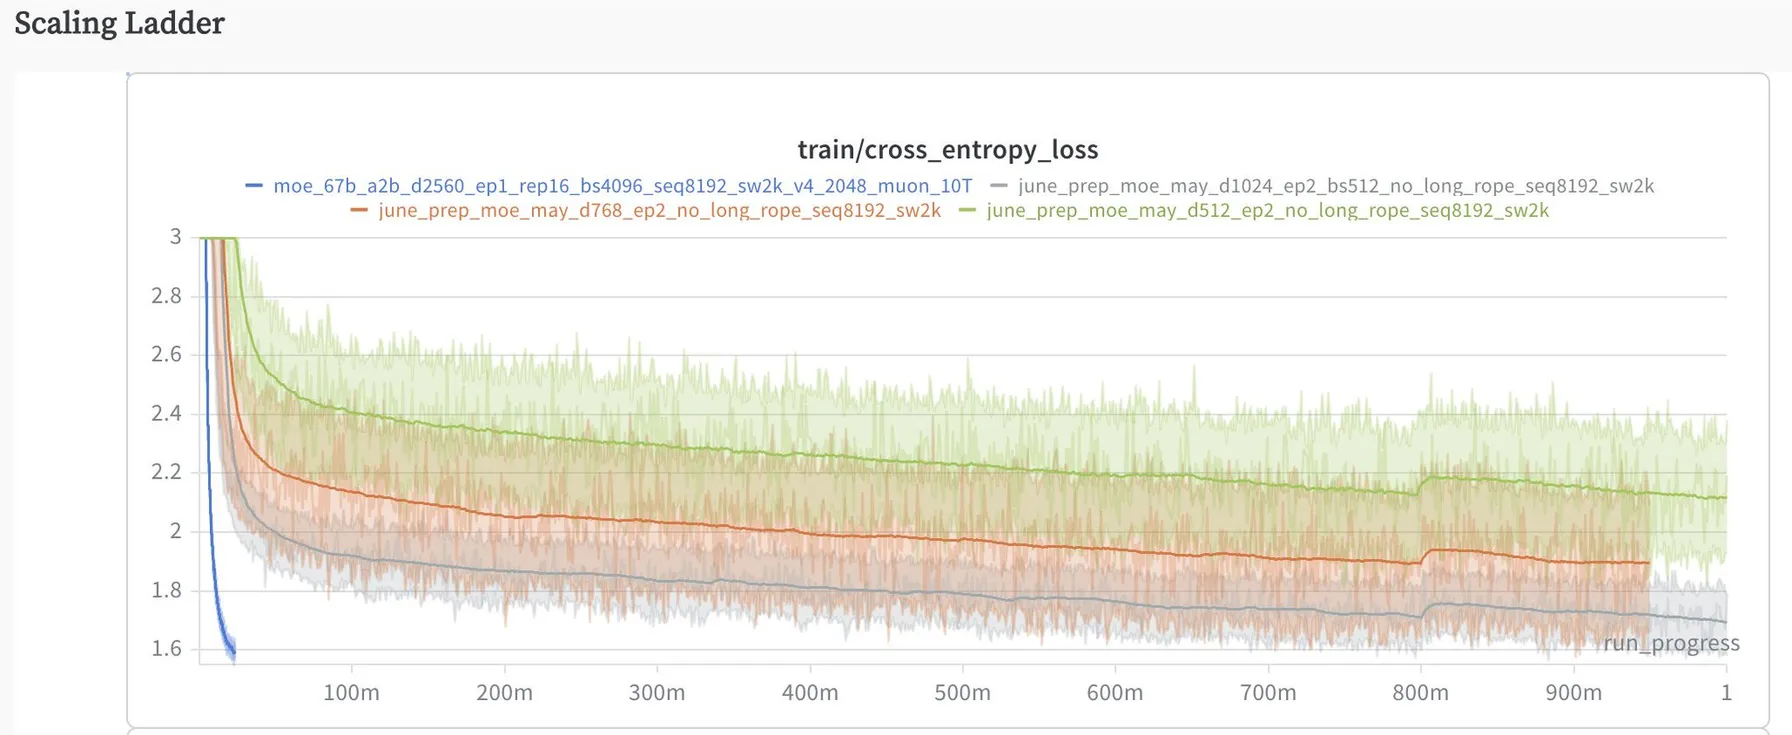 Scaling Ladder
train/cross_entropy_loss
moe_67b_a2b_d2560_ep1_rep16_bs4096_seq8192_sw2k_v4_2048_muon_10T june_prep_moe_may_d1024_ep2_bs512_no_long_rope_seq8192_sw2k
june_prep_moe_may_d768_ep2_no_long_rope_seq8192_sw2k june_prep_moe_may_d512_ep2_no_long_rope_seq8192_sw2k
3
2.8
2.6
2.4
2.2
2
1.8
1.6
run_progress
100m 200m 300m 400m 500m 600m 700m 800m 900m 1